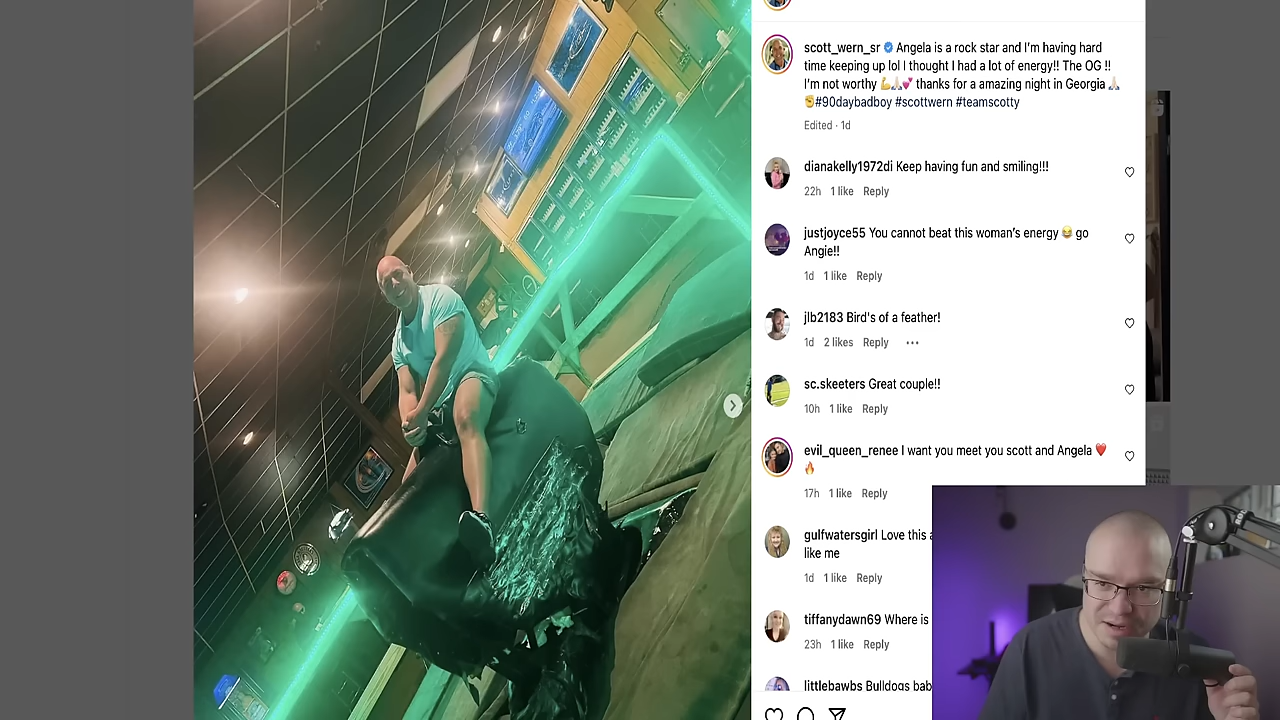 scott_wern_sr Angela is a rock star and I'm having hard
time keeping up lol I thought I had a lot of energy!! The OG !!
I'm not worthy 💪🙏🏻💕 thanks for a amazing night in Georgia 🙏🏻
✊#90daybadboy #scottwern #teamscotty
Edited · 1d
dianakelly1972di Keep having fun and smiling!!!
22h 1 like Reply
justjoyce55 You cannot beat this woman's energy 😂 go
Angie!!
1d 1 like Reply
jlb2183 Bird's of a feather!
1d 2 likes Reply •••
sc.skeeters Great couple!!
10h 1 like Reply
evil_queen_renee I want you meet you scott and Angela ❤️
🔥
17h 1 like Reply
gulfwatersgirl Love this
like me
1d 1 like Reply
tiffanydawn69 Where is
23h 1 like Reply
littlebawbs Bulldogs bab